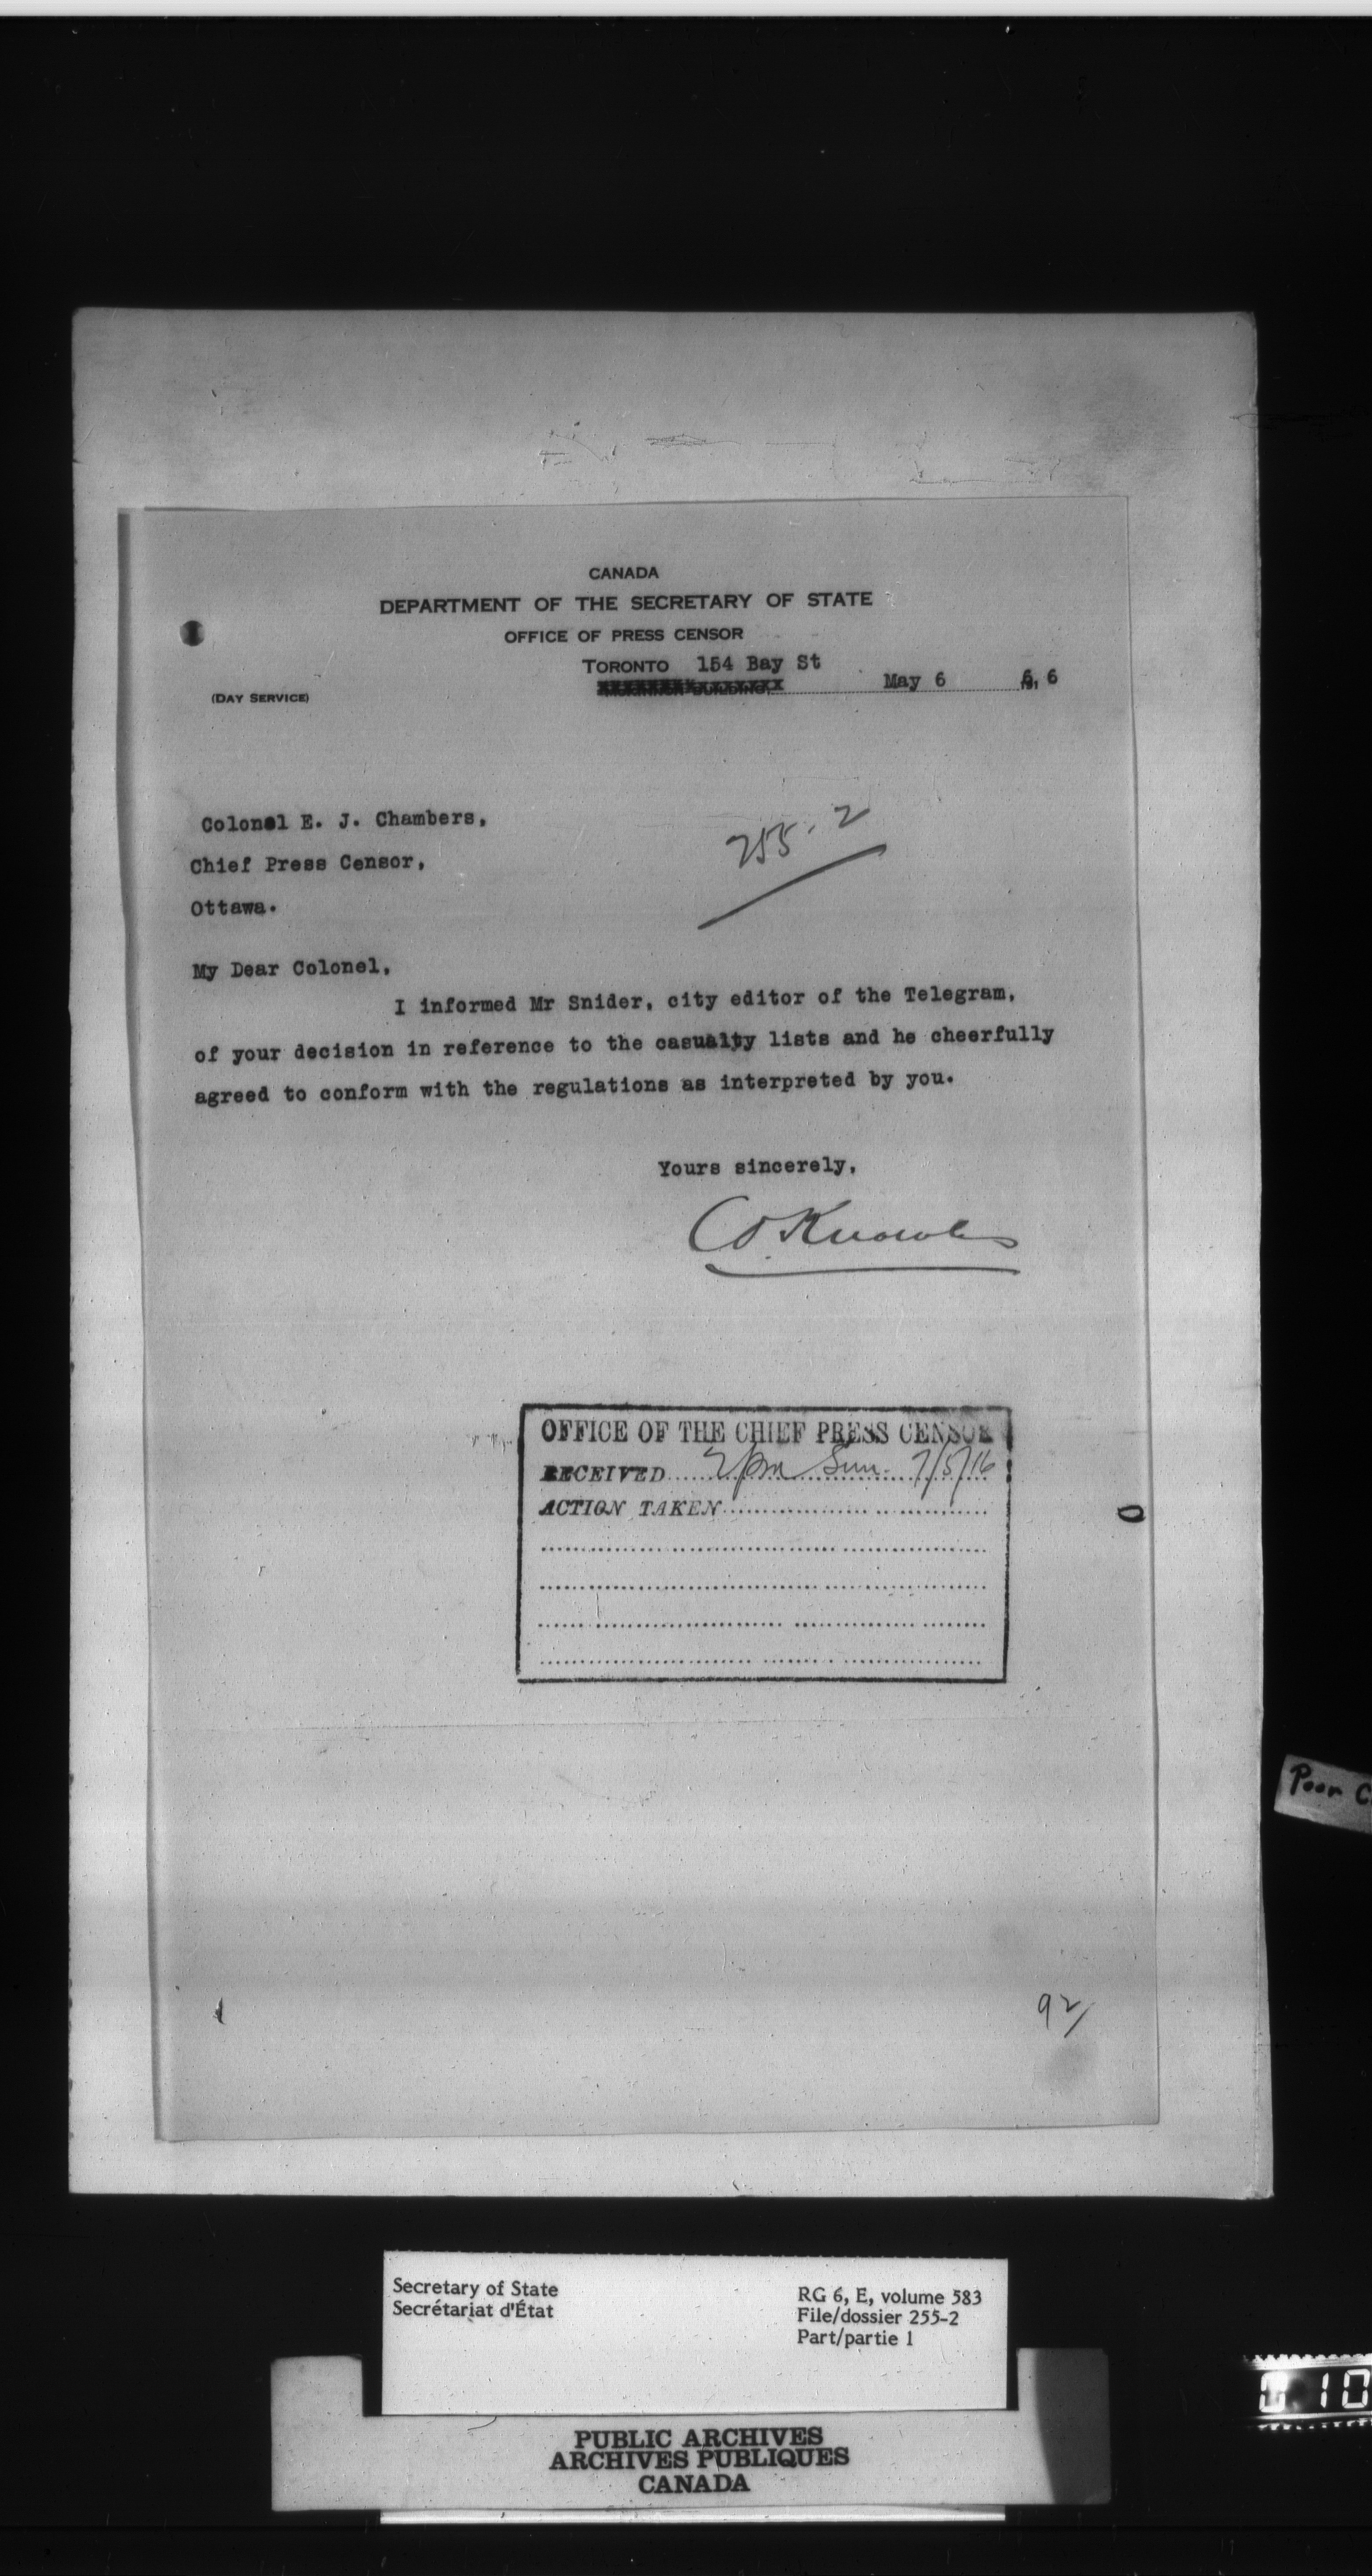 CANADA
DEPARTMENT OF THE SECRETARY OF STATE
OFFICE OF PRESS CENSOR
TORONTO 154 Bay St
May 6 6
(DAY SERVICE)
Colonel E. J. Chambers,
255-2
Chief Press Censor,
Ottawa.
My Dear Colonel,
I informed Mr Snider, city editor of the Telegram,
of your decision in reference to the casualty lists and he cheerfully
agreed to conform with the regulations as interpreted by you.
Yours sincerely,
C O Knowles
OFFICE OF THE CHIEF PRESS CENSOR
RECEIVED 2 pm Sun. 7/5/16
ACTION TAKEN
Poor
92/
Secretary of State
Secrétariat d'État
RG 6, E, volume 583
File/dossier 255-2
Part/partie 1
10
PUBLIC ARCHIVES
ARCHIVES PUBLIQUES
CANADA